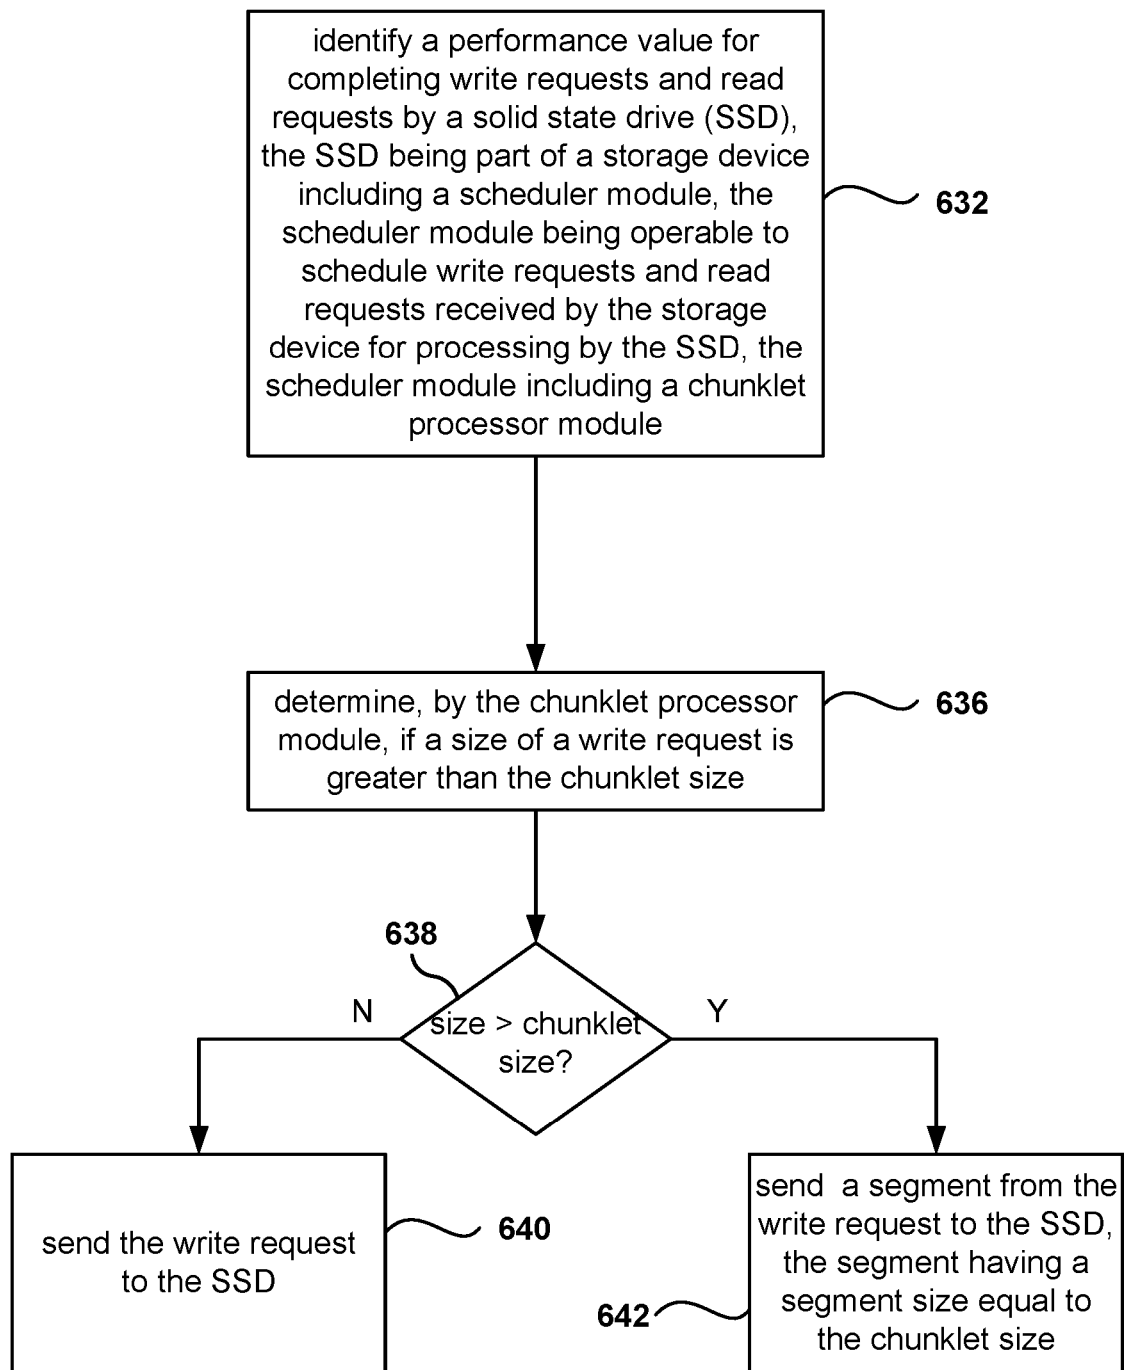 identify a performance value for
completing write requests and read
requests by a solid state drive (SSD),
the SSD being part of a storage device
including a scheduler module, the
scheduler module being operable to
schedule write requests and read
requests received by the storage
device for processing by the SSD, the
scheduler module including a chunklet
processor module
632
determine, by the chunklet processor
module, if a size of a write request is
greater than the chunklet size
636
638
N
Y
size > chunklet
size?
send the write request
to the SSD
640
send a segment from the
write request to the SSD,
the segment having a
segment size equal to
the chunklet size
642